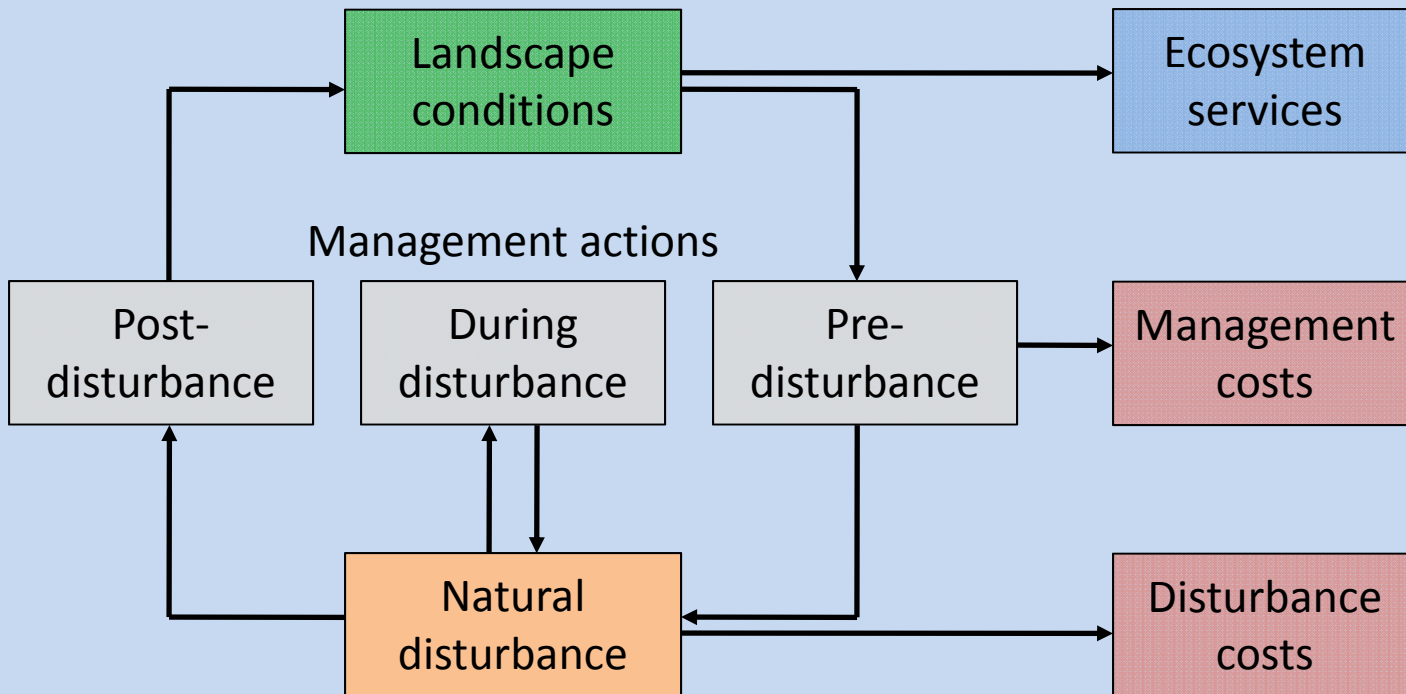 Landscape
conditions
Ecosystem
services
Management actions
Post-
disturbance
During
disturbance
Pre-
disturbance
Management
costs
Natural
disturbance
Disturbance
costs